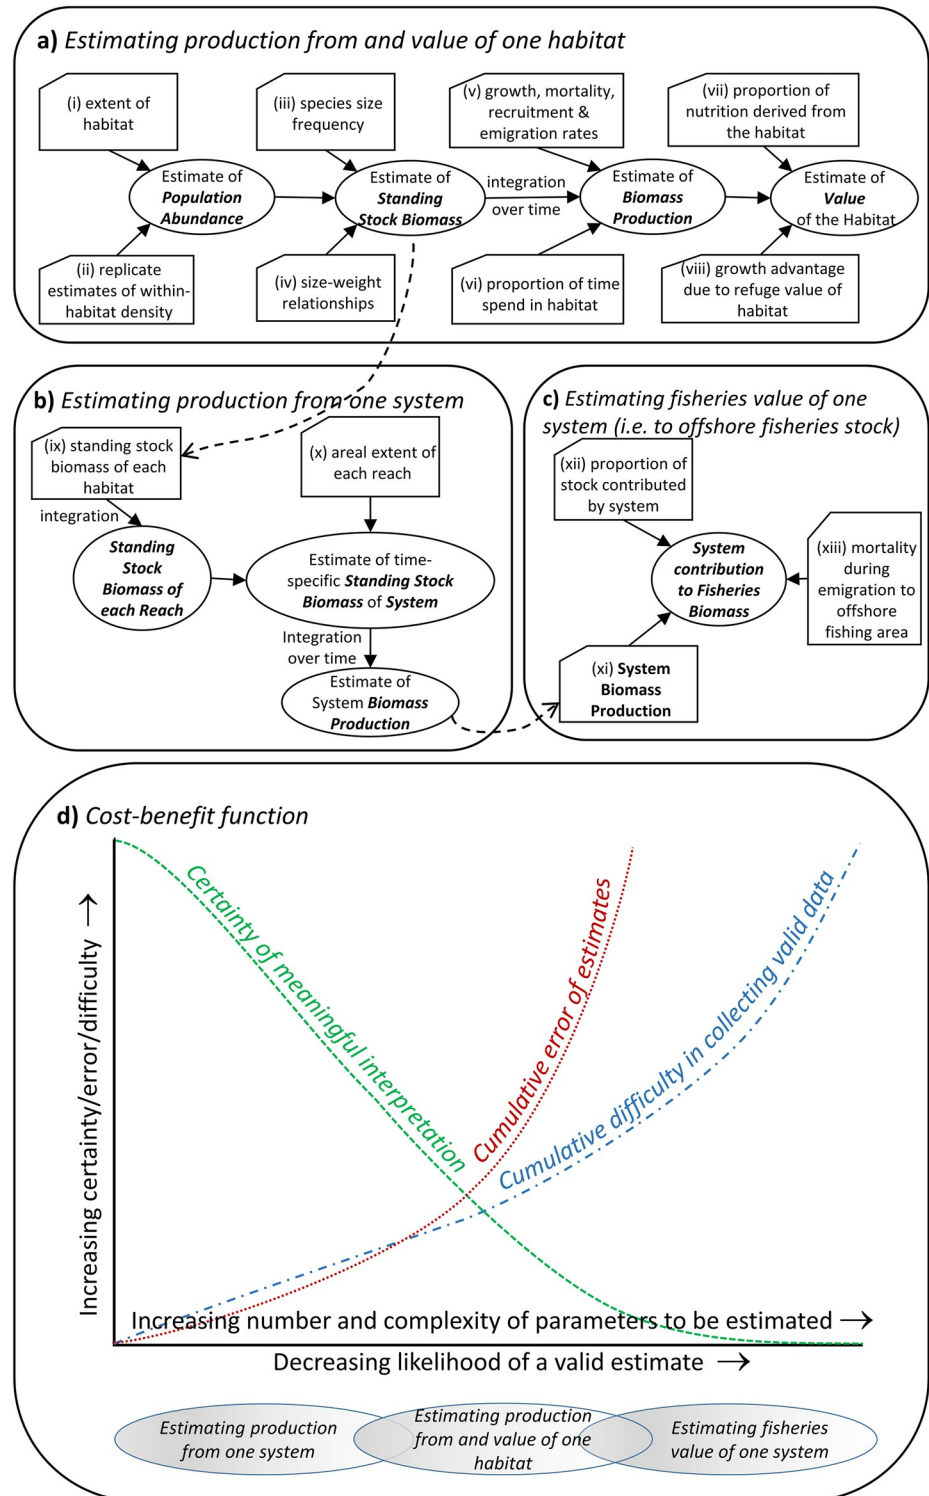 a) Estimating production from and value of one habitat
(i) extent of
habitat
(iii) species size
frequency
(v) growth, mortality,
recruitment &
emigration rates
(vii) proportion of
nutrition derived from
the habitat
Estimate of
Population
Abundance
Estimate of
Standing
Stock Biomass
integration
over time
Estimate of
Biomass
Production
Estimate of
Value
of the Habitat
(ii) replicate
estimates of within-
habitat density
(iv) size-weight
relationships
(vi) proportion of time
spend in habitat
(viii) growth advantage
due to refuge value of
habitat
b) Estimating production from one system
(ix) standing stock
biomass of each
habitat
(x) areal extent of
each reach
integration
Standing
Stock
Biomass of
each Reach
Estimate of time-
specific Standing Stock
Biomass of System
Integration
over time
Estimate of
System Biomass
Production
c) Estimating fisheries value of one
system (i.e. to offshore fisheries stock)
(xii) proportion of
stock contributed
by system
System
contribution
to Fisheries
Biomass
(xiii) mortality
during
emigration to
offshore
fishing area
(xi) System
Biomass
Production
d) Cost-benefit function
Increasing certainty/error/difficulty →
Certainty of meaningful interpretation
Cumulative error of estimates
Cumulative difficulty in collecting valid data
Increasing number and complexity of parameters to be estimated →
Decreasing likelihood of a valid estimate →
Estimating production
from one system
Estimating production
from and value of one
habitat
Estimating fisheries
value of one system